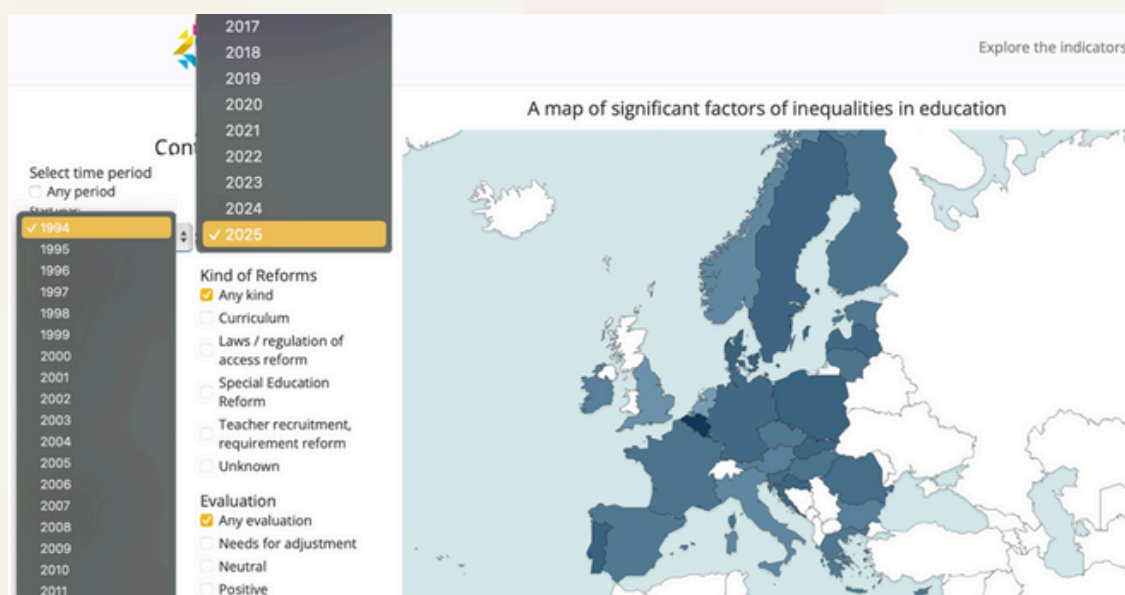 Explore the indicators
A map of significant factors of inequalities in education
2017
2018
2019
2020
2021
2022
2023
2024
✓ 2025
Select time period
Any period
Start year:
✓ 1994
1995
1996
1997
1998
1999
2000
2001
2002
2003
2004
2005
2006
2007
2008
2009
2010
2011
Kind of Reforms
Any kind
Curriculum
Laws / regulation of
access reform
Special Education
Reform
Teacher recruitment,
requirement reform
Unknown
Evaluation
Any evaluation
Needs for adjustment
Neutral
Positive